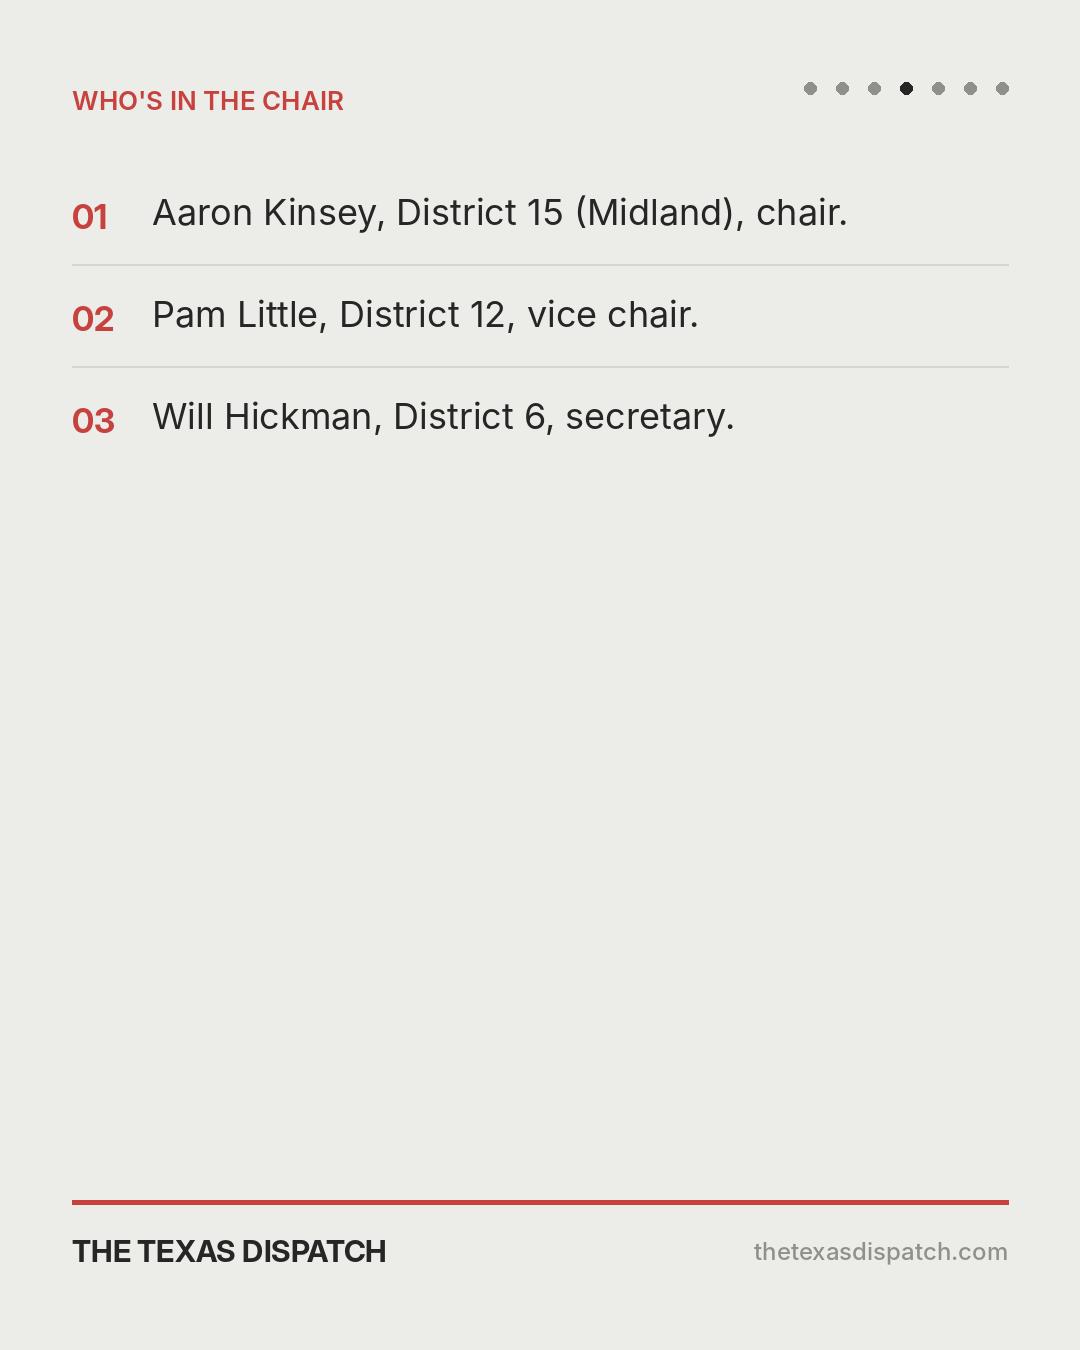 WHO'S IN THE CHAIR
01 Aaron Kinsey, District 15 (Midland), chair.
02 Pam Little, District 12, vice chair.
03 Will Hickman, District 6, secretary.
THE TEXAS DISPATCH
thetexasdispatch.com